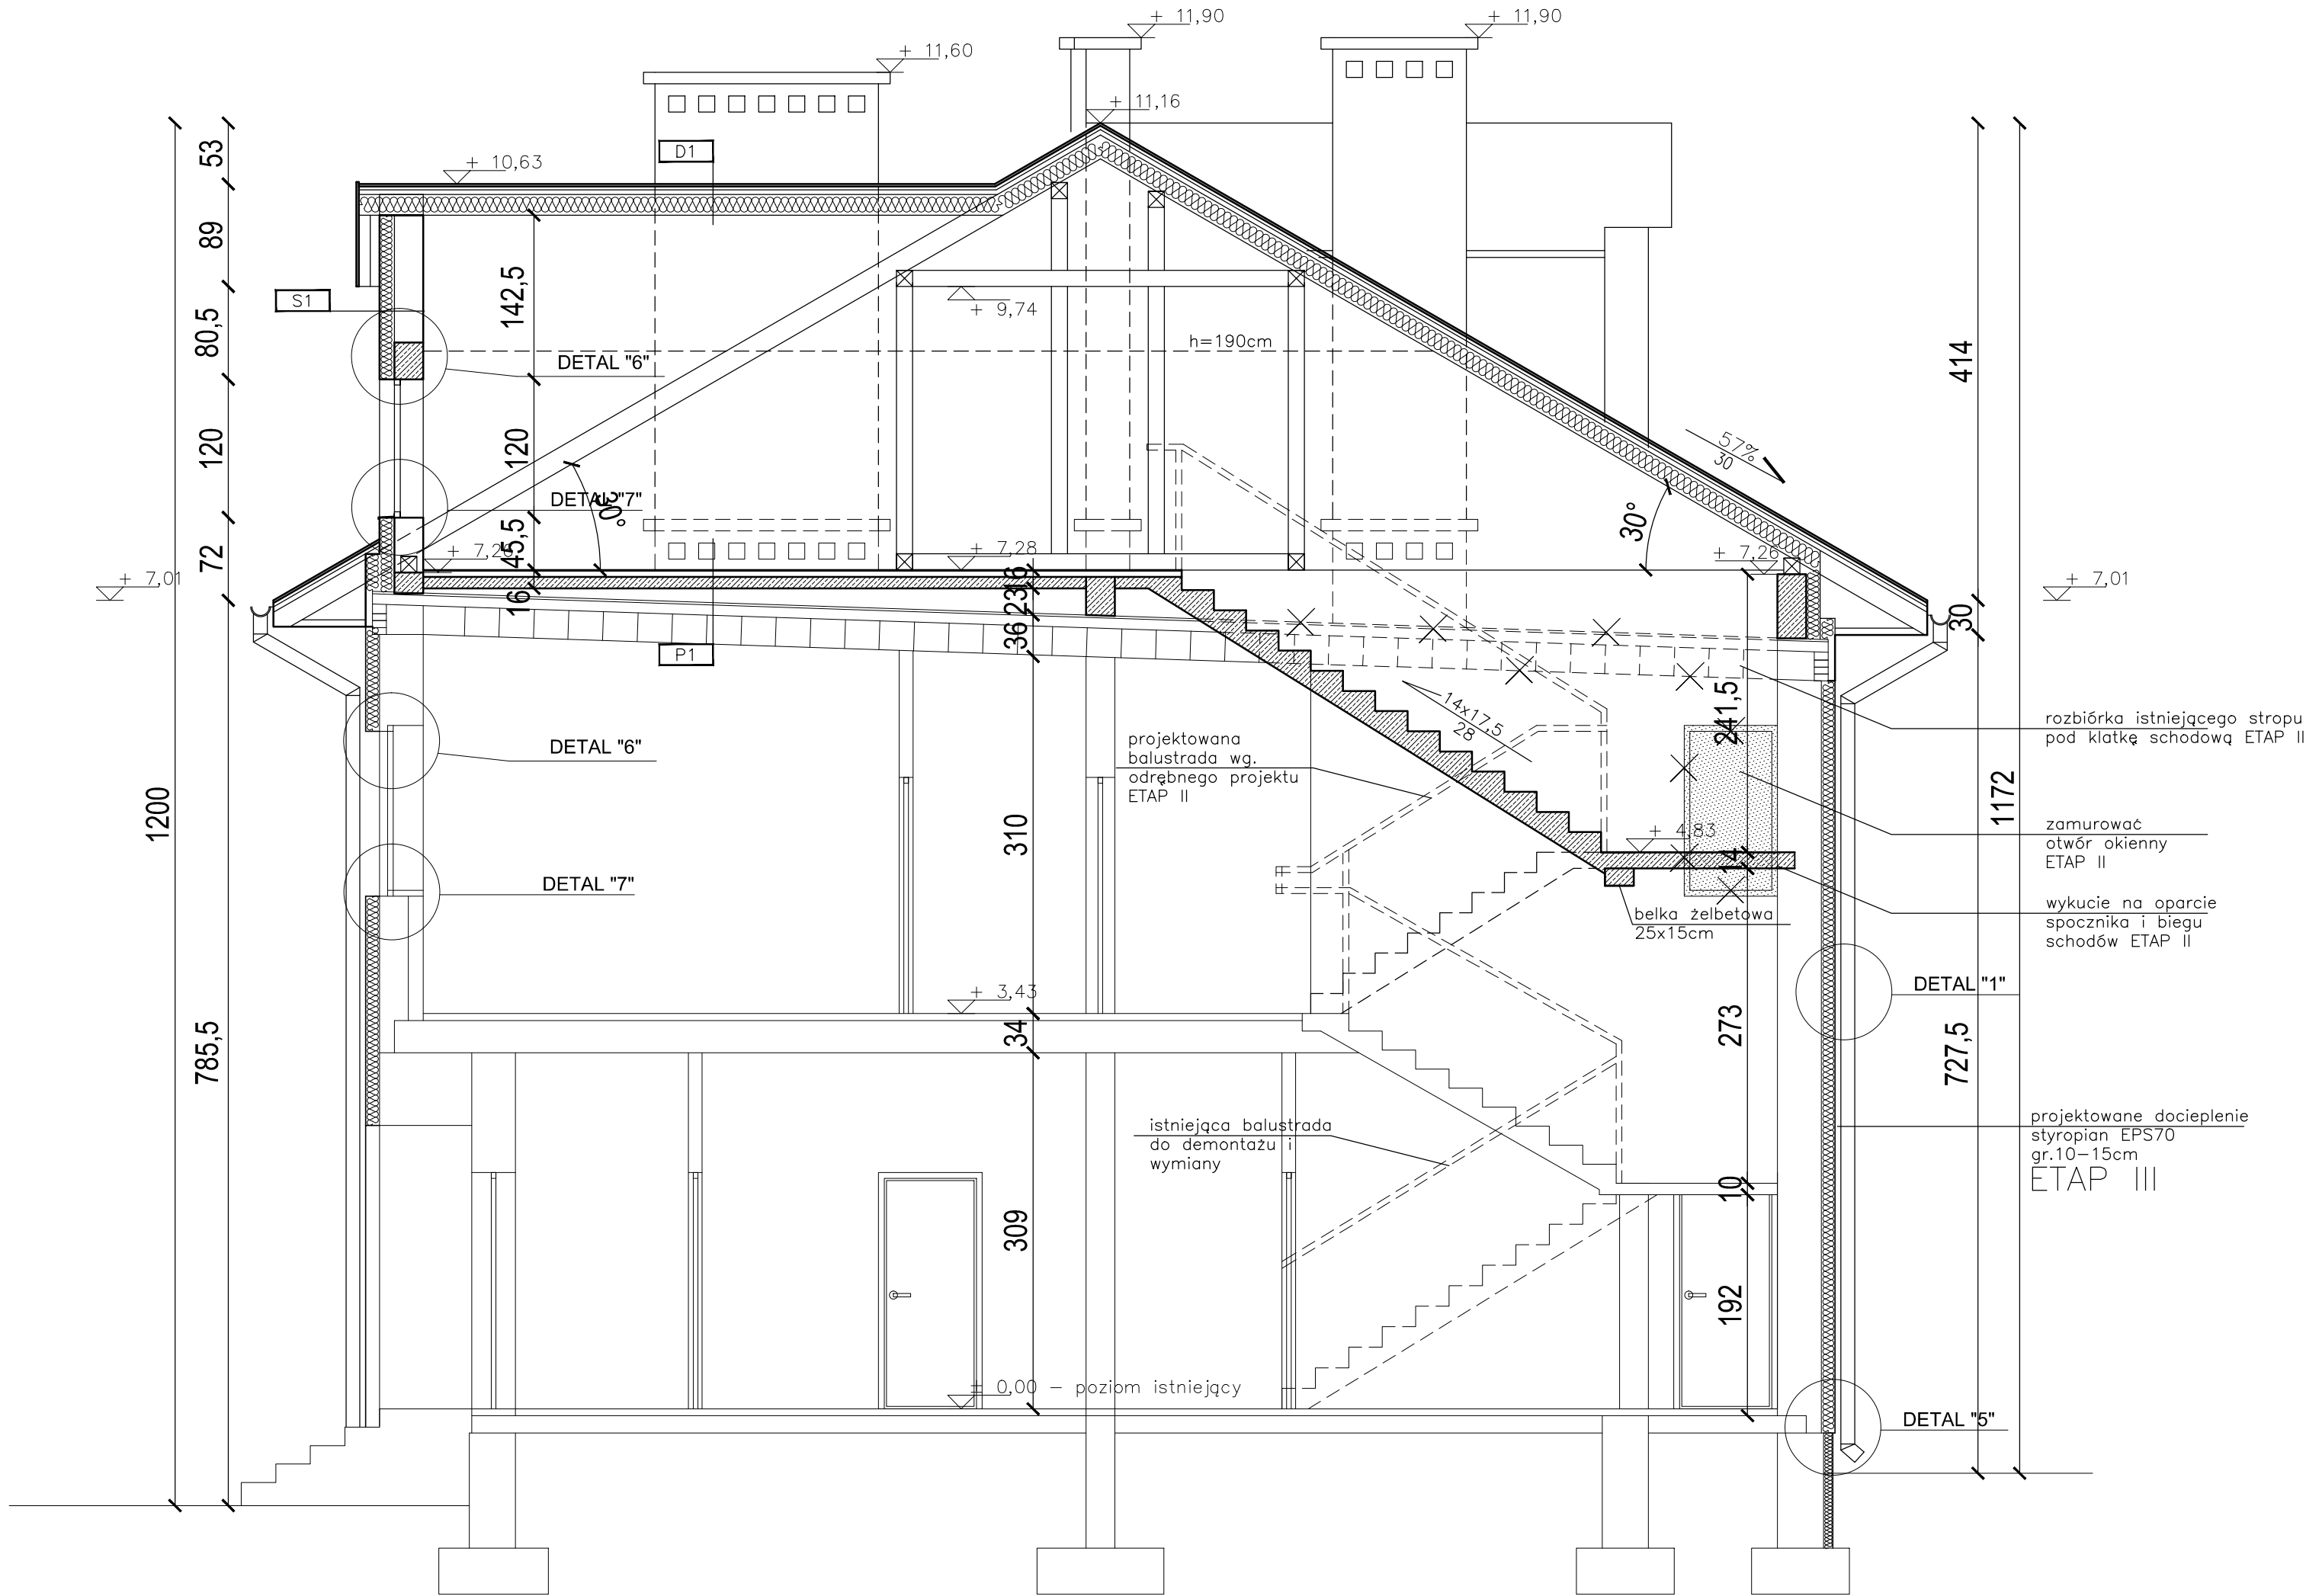 + 11,90
+ 11,90
+ 11,60
+ 11,16
D1
+ 10,63
53
89
80,5
120
72
785,5
1200
S1
142,5
120
45,5
16
+ 9,74
h=190cm
DETAL "6"
DETAL "7"
30°
57%
30
30°
414
30
1172
727,5
+ 7,01
+ 7,28
+ 7,26
+ 7,01
16
23
36
P1
310
34
309
14x17,5
28
241,5
14
273
10
192
projektowana
balustrada wg.
odrębnego projektu
ETAP II
rozbiórka istniejącego stropu
pod klatkę schodową ETAP II
DETAL "6"
+ 4,83
zamurować
otwór okienny
ETAP II
DETAL "7"
belka żelbetowa
25x15cm
wykucie na oparcie
spocznika i biegu
schodów ETAP II
DETAL "1"
+ 3,43
istniejąca balustrada
do demontażu i
wymiany
projektowane docieplenie
styropian EPS70
gr.10-15cm
ETAP III
± 0,00 - poziom istniejący
DETAL "5"